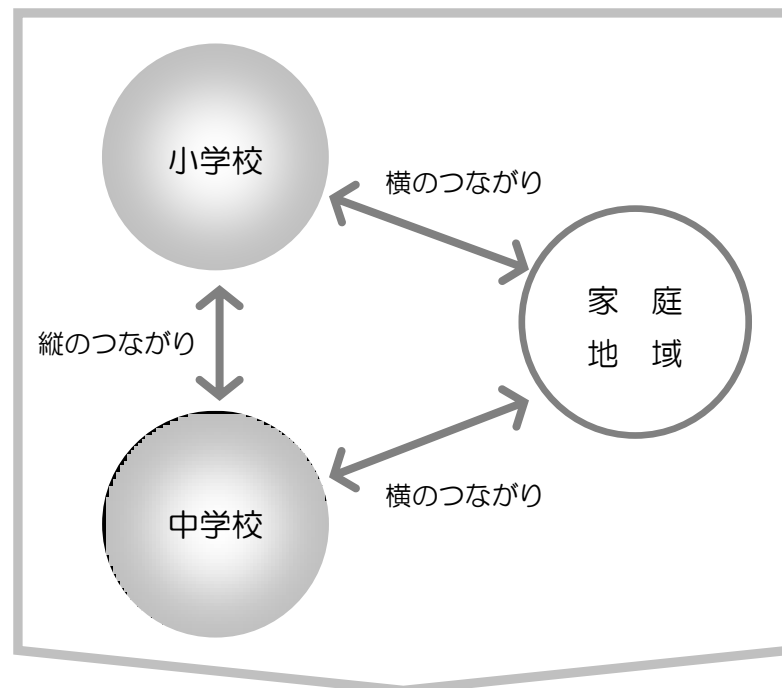 小学校
横のつながり
家　庭
地　域
縦のつながり
横のつながり
中学校